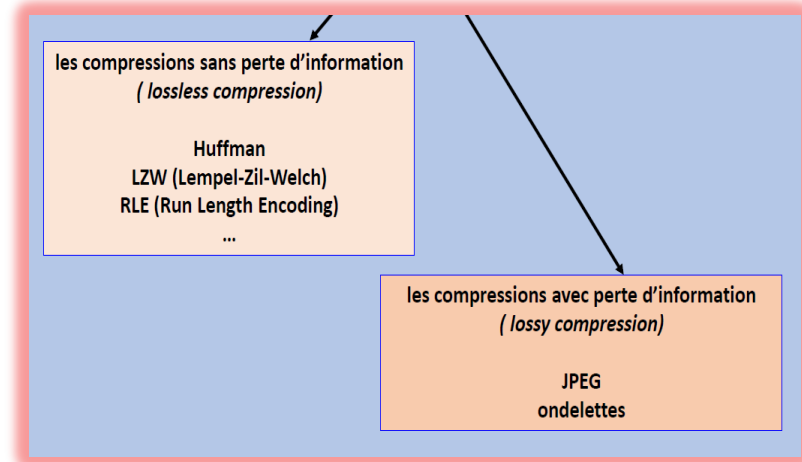 les compressions sans perte d’information
( lossless compression)
Huffman
LZW (Lempel-Zil-Welch)
RLE (Run Length Encoding)
...
les compressions avec perte d’information
( lossy compression)
JPEG
ondelettes